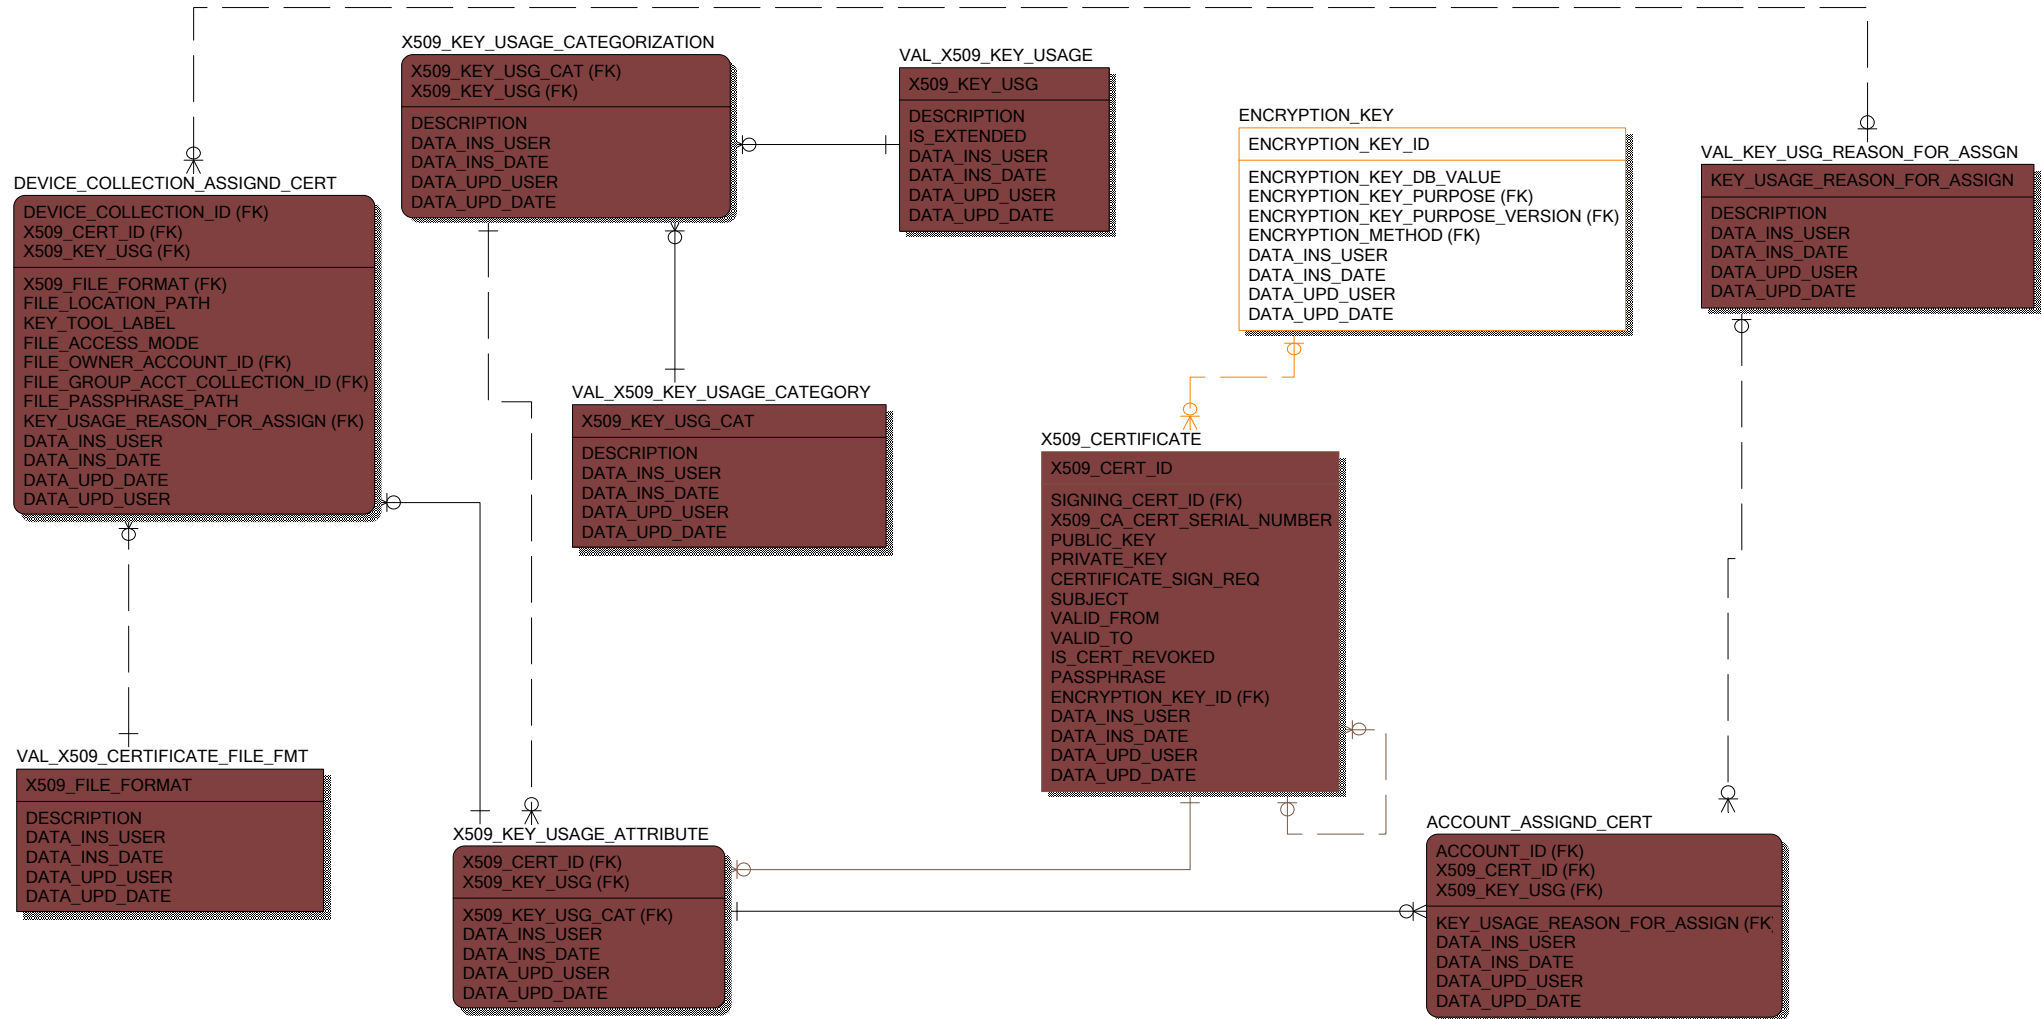 X509_KEY_USAGE_CATEGORIZATION
X509_KEY_USG_CAT (FK)
X509_KEY_USG (FK)
DESCRIPTION
DATA_INS_USER
DATA_INS_DATE
DATA_UPD_USER
DATA_UPD_DATE
VAL_X509_KEY_USAGE
X509_KEY_USG
DESCRIPTION
IS_EXTENDED
DATA_INS_USER
DATA_INS_DATE
DATA_UPD_USER
DATA_UPD_DATE
ENCRYPTION_KEY
ENCRYPTION_KEY_ID
ENCRYPTION_KEY_DB_VALUE
ENCRYPTION_KEY_PURPOSE (FK)
ENCRYPTION_KEY_PURPOSE_VERSION (FK)
ENCRYPTION_METHOD (FK)
DATA_INS_USER
DATA_INS_DATE
DATA_UPD_USER
DATA_UPD_DATE
VAL_KEY_USG_REASON_FOR_ASSGN
KEY_USAGE_REASON_FOR_ASSIGN
DESCRIPTION
DATA_INS_USER
DATA_INS_DATE
DATA_UPD_USER
DATA_UPD_DATE
DEVICE_COLLECTION_ASSIGND_CERT
DEVICE_COLLECTION_ID (FK)
X509_CERT_ID (FK)
X509_KEY_USG (FK)
X509_FILE_FORMAT (FK)
FILE_LOCATION_PATH
KEY_TOOL_LABEL
FILE_ACCESS_MODE
FILE_OWNER_ACCOUNT_ID (FK)
FILE_GROUP_ACCT_COLLECTION_ID (FK)
FILE_PASSPHRASE_PATH
KEY_USAGE_REASON_FOR_ASSIGN (FK)
DATA_INS_USER
DATA_INS_DATE
DATA_UPD_DATE
DATA_UPD_USER
VAL_X509_KEY_USAGE_CATEGORY
X509_KEY_USG_CAT
DESCRIPTION
DATA_INS_USER
DATA_INS_DATE
DATA_UPD_USER
DATA_UPD_DATE
X509_CERTIFICATE
X509_CERT_ID
SIGNING_CERT_ID (FK)
X509_CA_CERT_SERIAL_NUMBER
PUBLIC_KEY
PRIVATE_KEY
CERTIFICATE_SIGN_REQ
SUBJECT
VALID_FROM
VALID_TO
IS_CERT_REVOKED
PASSPHRASE
ENCRYPTION_KEY_ID (FK)
DATA_INS_USER
DATA_INS_DATE
DATA_UPD_USER
DATA_UPD_DATE
VAL_X509_CERTIFICATE_FILE_FMT
X509_FILE_FORMAT
DESCRIPTION
DATA_INS_USER
DATA_INS_DATE
DATA_UPD_USER
DATA_UPD_DATE
X509_KEY_USAGE_ATTRIBUTE
X509_CERT_ID (FK)
X509_KEY_USG (FK)
X509_KEY_USG_CAT (FK)
DATA_INS_USER
DATA_INS_DATE
DATA_UPD_USER
DATA_UPD_DATE
ACCOUNT_ASSIGND_CERT
ACCOUNT_ID (FK)
X509_CERT_ID (FK)
X509_KEY_USG (FK)
KEY_USAGE_REASON_FOR_ASSIGN (FK)
DATA_INS_USER
DATA_INS_DATE
DATA_UPD_USER
DATA_UPD_DATE